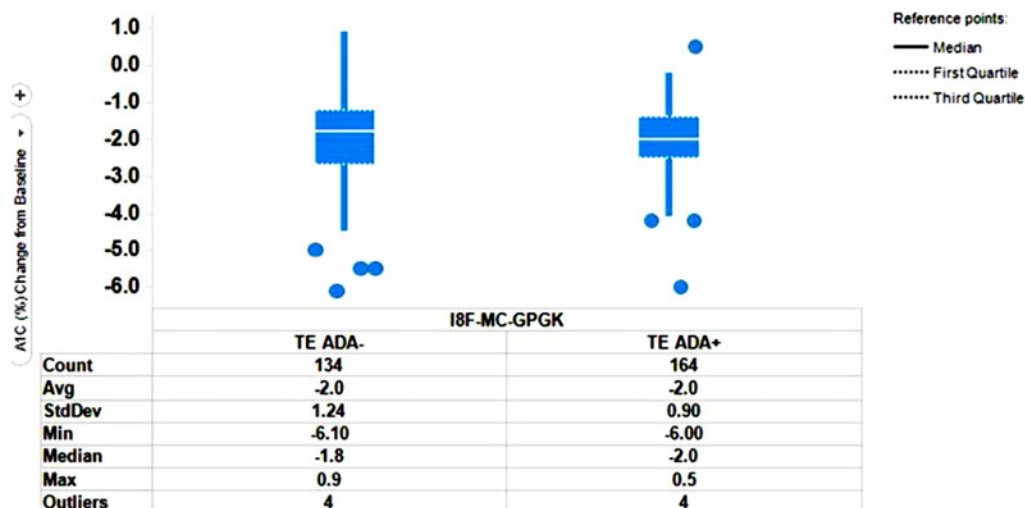 Reference points:
Median
First Quartile
Third Quartile
A1C (%) Change from Baseline
1.0
0.0
-1.0
-2.0
-3.0
-4.0
-5.0
-6.0
I8F-MC-GPGK
TE ADA- TE ADA+
Count 134 164
Avg -2.0 -2.0
StdDev 1.24 0.90
Min -6.10 -6.00
Median -1.8 -2.0
Max 0.9 0.5
Outliers 4 4